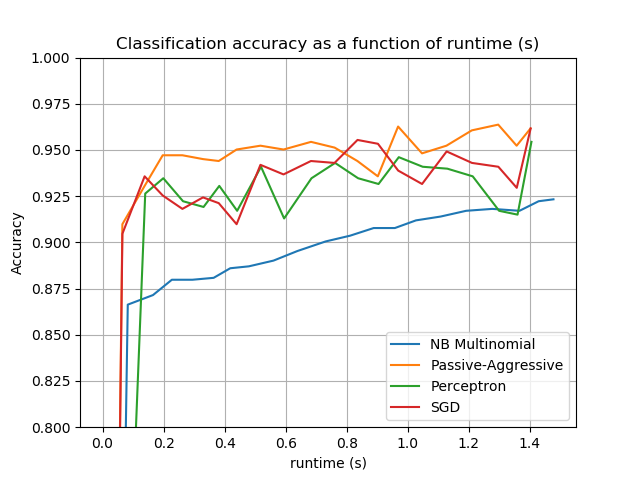 Classification accuracy as a function of runtime (s)
1.000
0.975
0.950
0.925
0.900
0.875
0.850
0.825
0.800
Accuracy
NB Multinomial
Passive-Aggressive
Perceptron
SGD
0.0 0.2 0.4 0.6 0.8 1.0 1.2 1.4
runtime (s)